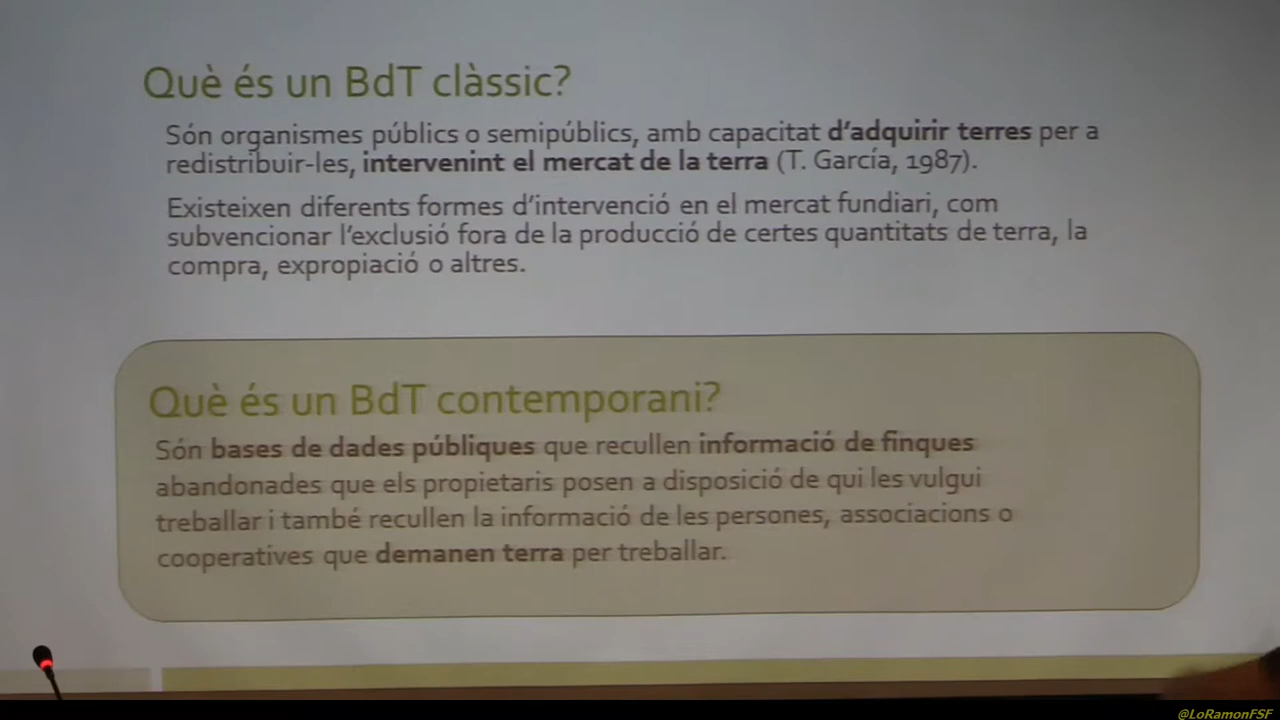 Què és un BdT clàssic?
Són organismes públics o semipúblics, amb capacitat d’adquirir terres per a
redistribuir-les, intervenint el mercat de la terra (T. García, 1987).
Existeixen diferents formes d’intervenció en el mercat fundiari, com
subvencionar l’exclusió fora de la producció de certes quantitats de terra, la
compra, expropiació o altres.
Què és un BdT contemporani?
Són bases de dades públiques que recullen informació de finques
abandonades que els propietaris posen a disposició de qui les vulgui
treballar i també recullen la informació de les persones, associacions o
cooperatives que demanen terra per treballar.
@LoRamonFSF